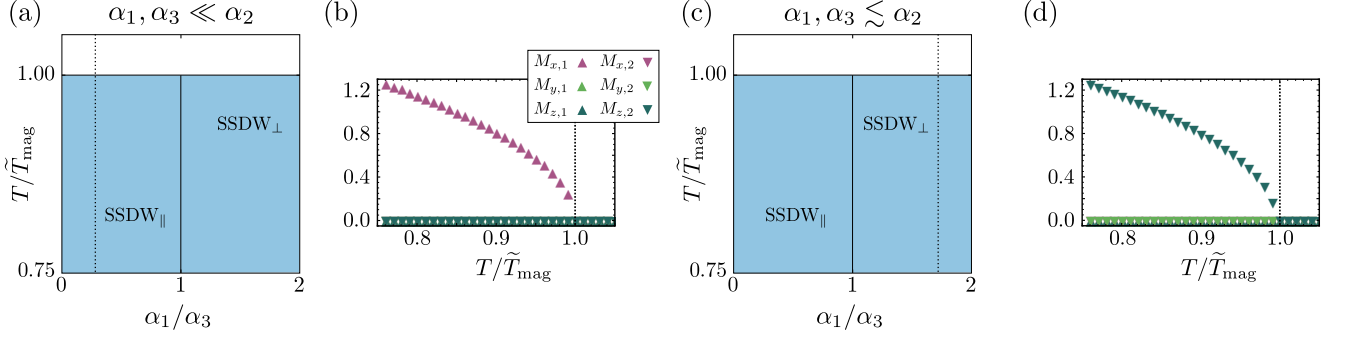 (a)
α₁, α₃ ≪ α₂
T/T̃mag
1.00
0.75
SSDW⊥
SSDW∥
0
1
2
α₁/α₃
(b)
Mx,1 ▲ Mx,2 ▼
My,1 ▲ My,2 ▼
Mz,1 ▲ Mz,2 ▼
1.2
0.8
0.4
0.0
0.8
0.9
1.0
T/T̃mag
(c)
α₁, α₃ ≲ α₂
T/T̃mag
1.00
0.75
SSDW⊥
SSDW∥
0
1
2
α₁/α₃
(d)
1.2
0.8
0.4
0.0
0.8
0.9
1.0
T/T̃mag